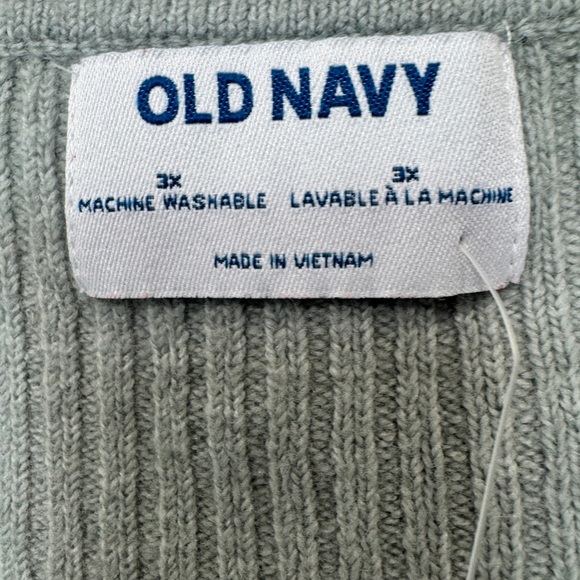 OLD NAVY
3X 3X
MACHINE WASHABLE LAVABLE À LA MACHINE
MADE IN VIETNAM